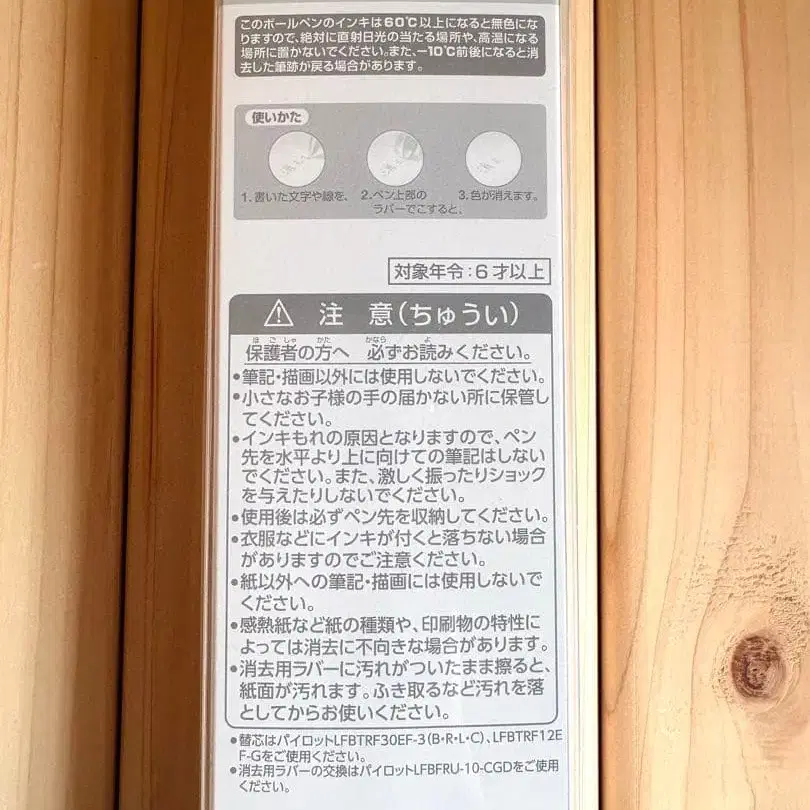 このボールペンのインキは60℃以上になると無色にな
りますので、絶対に直射日光の当たる場所や、高温になる
場所に置かないでください。また、−10℃前後になると消
去した筆跡が戻る場合があります。
使いかた
1. 書いた文字や線を、
2. ペン上部の
ラバーでこすると、
3. 色が消えます。
対象年令:6才以上
⚠ 注 意(ちゅうい)
ほ ご しゃ かた かなら よ
保護者の方へ 必ずお読みください。
•筆記・描画以外には使用しないでください。
•小さなお子様の手の届かない所に保管し
てください。
•インキもれの原因となりますので、ペン
先を水平より上に向けての筆記はしない
でください。また、激しく振ったりショック
を与えたりしないでください。
•使用後は必ずペン先を収納してください。
•衣服などにインキが付くと落ちない場合
がありますのでご注意ください。
•紙以外への筆記・描画には使用しないで
ください。
•感熱紙など紙の種類や、印刷物の特性に
よっては消去に不向きな場合があります。
•消去用ラバーに汚れがついたまま擦ると、
紙面が汚れます。ふき取るなど汚れを落
としてからお使いください。
•替芯はパイロットLFBTRF30EF-3(B・R・L・C)、LFBTRF12E
F-Gをご使用ください。
•消去用ラバーの交換はパイロットLFBFRU-10-CGDをご使用
ください。